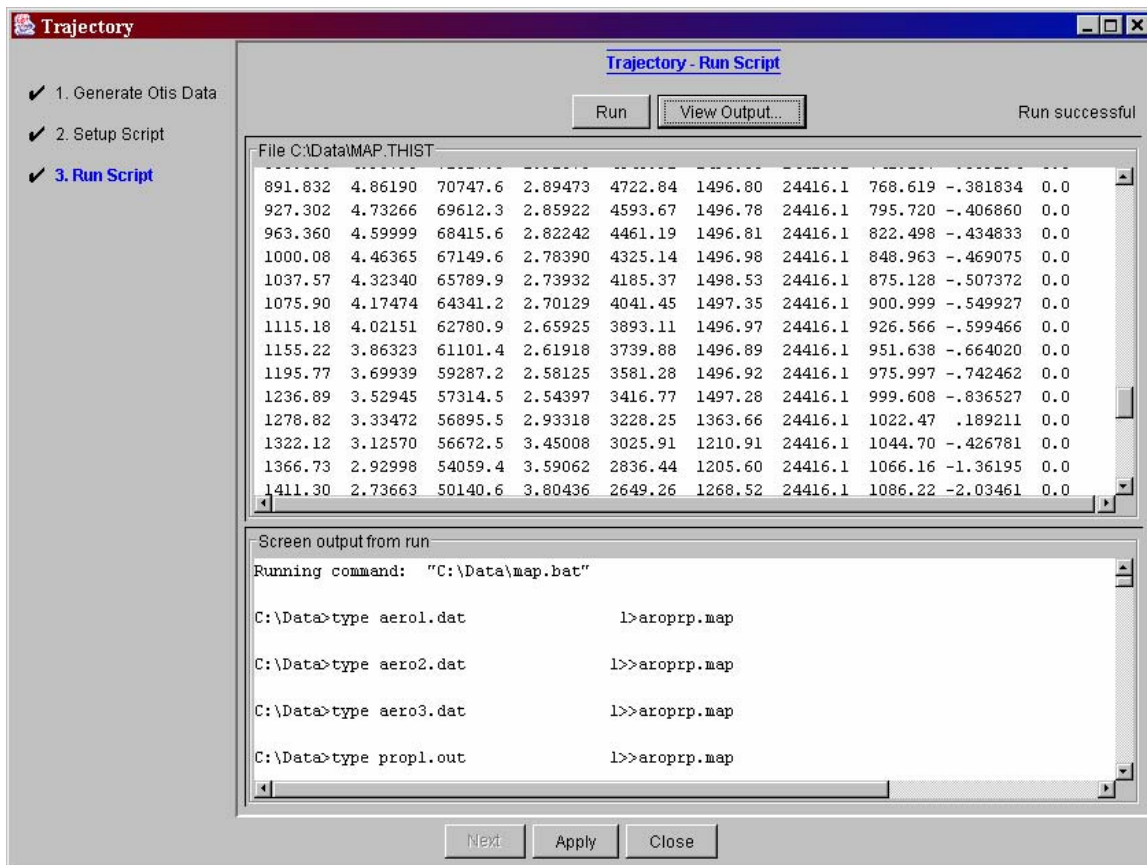 Trajectory
1. Generate Otis Data
2. Setup Script
3. Run Script
Trajectory - Run Script
Run View Output... Run successful
File C:\Data\MAP.THIST
891.832 4.86190 70747.6 2.89473 4722.84 1496.80 24416.1 768.619 -.381834 0.0
927.302 4.73266 69612.3 2.85922 4593.67 1496.78 24416.1 795.720 -.406860 0.0
963.360 4.59999 68415.6 2.82242 4461.19 1496.81 24416.1 822.498 -.434833 0.0
1000.08 4.46365 67149.6 2.78390 4325.14 1496.98 24416.1 848.963 -.469075 0.0
1037.57 4.32340 65789.9 2.73932 4185.37 1498.53 24416.1 875.128 -.507372 0.0
1075.90 4.17474 64341.2 2.70129 4041.45 1497.35 24416.1 900.999 -.549927 0.0
1115.18 4.02151 62780.9 2.65925 3893.11 1496.97 24416.1 926.566 -.599466 0.0
1155.22 3.86323 61101.4 2.61918 3739.88 1496.89 24416.1 951.638 -.664020 0.0
1195.77 3.69939 59287.2 2.58125 3581.28 1496.92 24416.1 975.997 -.742462 0.0
1236.89 3.52945 57314.5 2.54397 3416.77 1497.28 24416.1 999.608 -.836527 0.0
1278.82 3.33472 56895.5 2.93318 3228.25 1363.66 24416.1 1022.47 .189211 0.0
1322.12 3.12570 56672.5 3.45008 3025.91 1210.91 24416.1 1044.70 -.426781 0.0
1366.73 2.92998 54059.4 3.59062 2836.44 1205.60 24416.1 1066.16 -1.36195 0.0
1411.30 2.73663 50140.6 3.80436 2649.26 1268.52 24416.1 1086.22 -2.03461 0.0
Screen output from run
Running command: "C:\Data\map.bat"
C:\Data>type aero1.dat 1>aroprp.map
C:\Data>type aero2.dat 1>>aroprp.map
C:\Data>type aero3.dat 1>>aroprp.map
C:\Data>type prop1.out 1>>aroprp.map
Next Apply Close